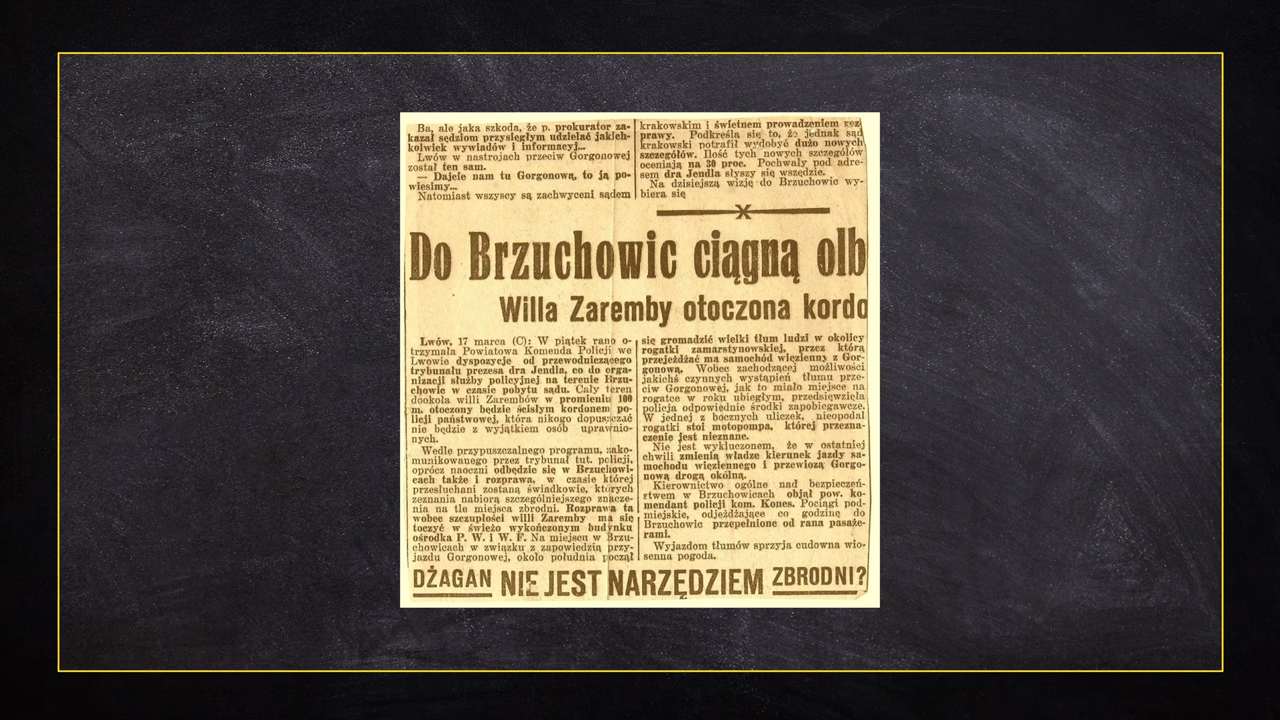 Ba, ale jaka szkoda, że p. prokurator za-
kazał sędziom przysięgłym udzielać jakich-
kolwiek wywiadów i informacyj...
Lwów w nastrojach przeciw Gorgonowej
został ten sam.
— Dajcie nam tu Gorgonową, to ją po-
wiesimy...
Natomiast wszyscy są zachwyceni sądem
krakowskim i świetnem prowadzeniem roz-
prawy. Podkreśla się to, że jednak sąd
krakowski potrafił wydobyć dużo nowych
szczegółów. Ilość tych nowych szczegółów
oceniają na 30 proc. Pochwały pod adre-
sem dra Jendla słyszy się wszędzie.
Na dzisiejszą wizję do Brzuchowic wy-
biera się
Do Brzuchowic ciągną olb
Willa Zaremby otoczona kordo
Lwów, 17 marca (C): W piątek rano o-
trzymała Powiatowa Komenda Policji we
Lwowie dyspozycje od przewodniczącego
trybunału prezesa dra Jendla, co do orga-
nizacji służby policyjnej na terenie Brzu-
chowic w czasie pobytu sądu. Cały teren
dookoła willi Zarembów w promieniu 100
m. otoczony będzie ścisłym kordonem po-
licji państwowej, która nikogo dopuszczać
nie będzie z wyjątkiem osób uprawnio-
nych.
Wedle przypuszczalnego programu, zako-
munikowanego przez trybunał tut. policji,
oprócz naoczni odbędzie się w Brzuchowi-
cach także i rozprawa, w czasie której
przesłuchani zostaną świadkowie, których
zeznania nabiorą szczególniejszego znacze-
nia na tle miejsca zbrodni. Rozprawa ta
wobec szczupłości willi Zaremby ma się
toczyć w świeżo wykończonym budynku
ośrodka P. W. i W. F. Na miejscu w Brzu-
chowicach w związku z zapowiedzią przy-
jazdu Gorgonowej, około południa począł
się gromadzić wielki tłum ludzi w okolicy
rogatki zamarstynowskiej, przez którą
przejeżdżać ma samochód więzienny z Gor-
gonową. Wobec zachodzącej możliwości
jakichś czynnych wystąpień tłumu prze-
ciw Gorgonowej, jak to miało miejsce na
rogatce w roku ubiegłym, przedsięwzięła
policja odpowiednie środki zapobiegawcze.
W jednej z bocznych uliczek, nieopodal
rogatki stoi motopompa, której przezna-
czenie jest nieznane.
Nie jest wykluczonem, że w ostatniej
chwili zmienią władze kierunek jazdy sa-
mochodu więziennego i przewiozą Gorgo-
nową drogą okólną.
Kierownictwo ogólne nad bezpieczeń-
stwem w Brzuchowicach objął pow. ko-
mendant policji kom. Kones. Pociągi pod-
miejskie, odjeżdżające co godzinę do
Brzuchowic przepełnione od rana pasaże-
rami.
Wyjazdom tłumów sprzyja cudowna wio-
senna pogoda.
DŻAGAN NIE JEST NARZĘDZIEM ZBRODNI?